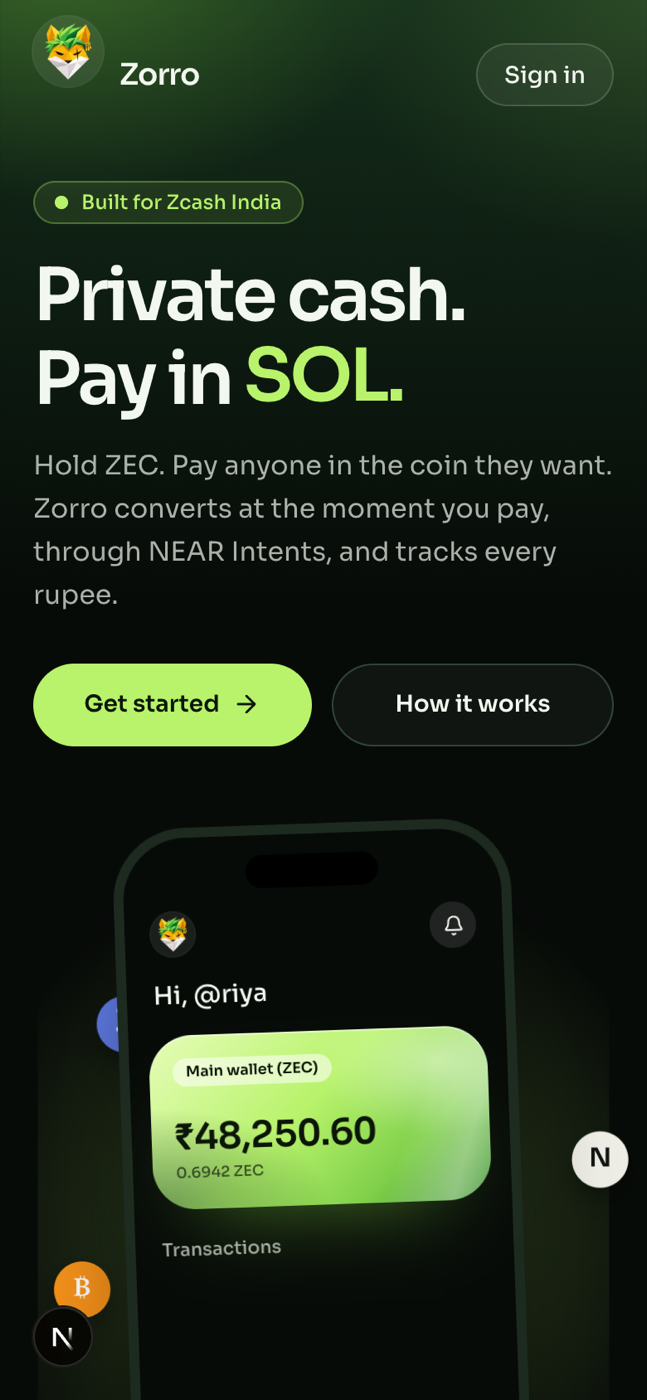 Zorro
Sign in
Built for Zcash India
Private cash.
Pay in SOL.
Hold ZEC. Pay anyone in the coin they want.
Zorro converts at the moment you pay,
through NEAR Intents, and tracks every
rupee.
Get started →
How it works
Hi, @riya
Main wallet (ZEC)
₹48,250.60
0.6942 ZEC
N
Transactions
₿
N